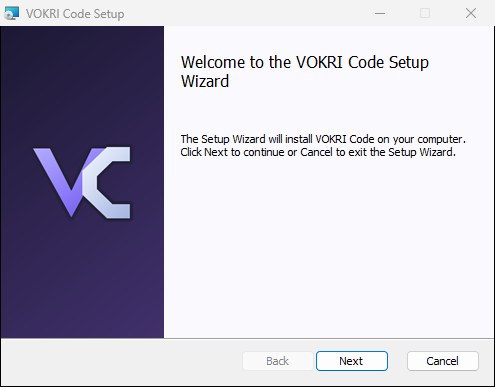 VOKRI Code Setup
Welcome to the VOKRI Code Setup
Wizard
The Setup Wizard will install VOKRI Code on your computer.
Click Next to continue or Cancel to exit the Setup Wizard.
VC
Back
Next
Cancel